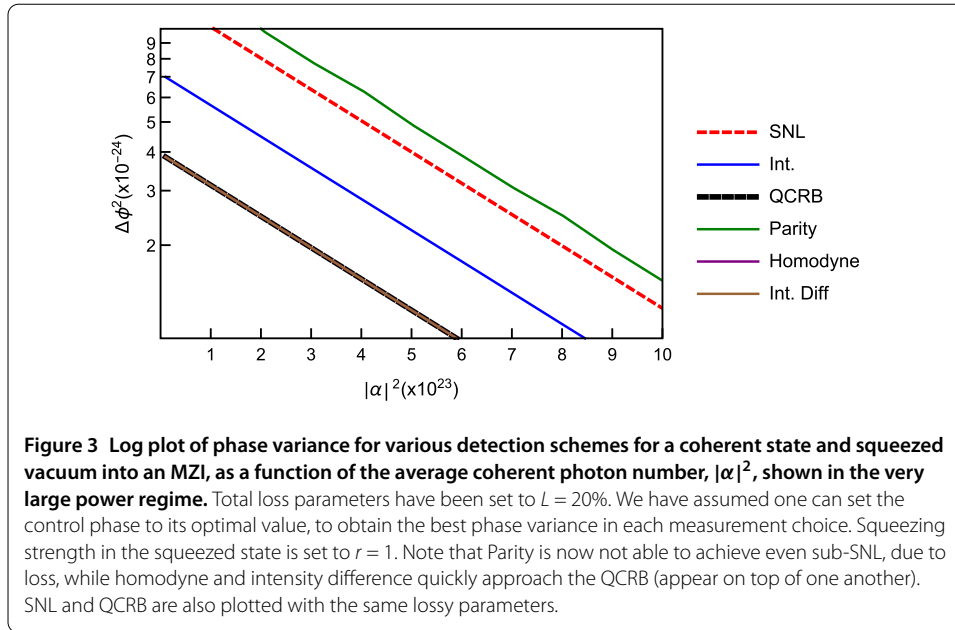 9
8
7
6
5
4
3
2
Δϕ²(x10⁻²⁴)
1 2 3 4 5 6 7 8 9 10
|α|²(x10²³)
SNL
Int.
QCRB
Parity
Homodyne
Int. Diff
Figure 3 Log plot of phase variance for various detection schemes for a coherent state and squeezed
vacuum into an MZI, as a function of the average coherent photon number, |α|², shown in the very
large power regime. Total loss parameters have been set to L = 20%. We have assumed one can set the
control phase to its optimal value, to obtain the best phase variance in each measurement choice. Squeezing
strength in the squeezed state is set to r = 1. Note that Parity is now not able to achieve even sub-SNL, due to
loss, while homodyne and intensity difference quickly approach the QCRB (appear on top of one another).
SNL and QCRB are also plotted with the same lossy parameters.